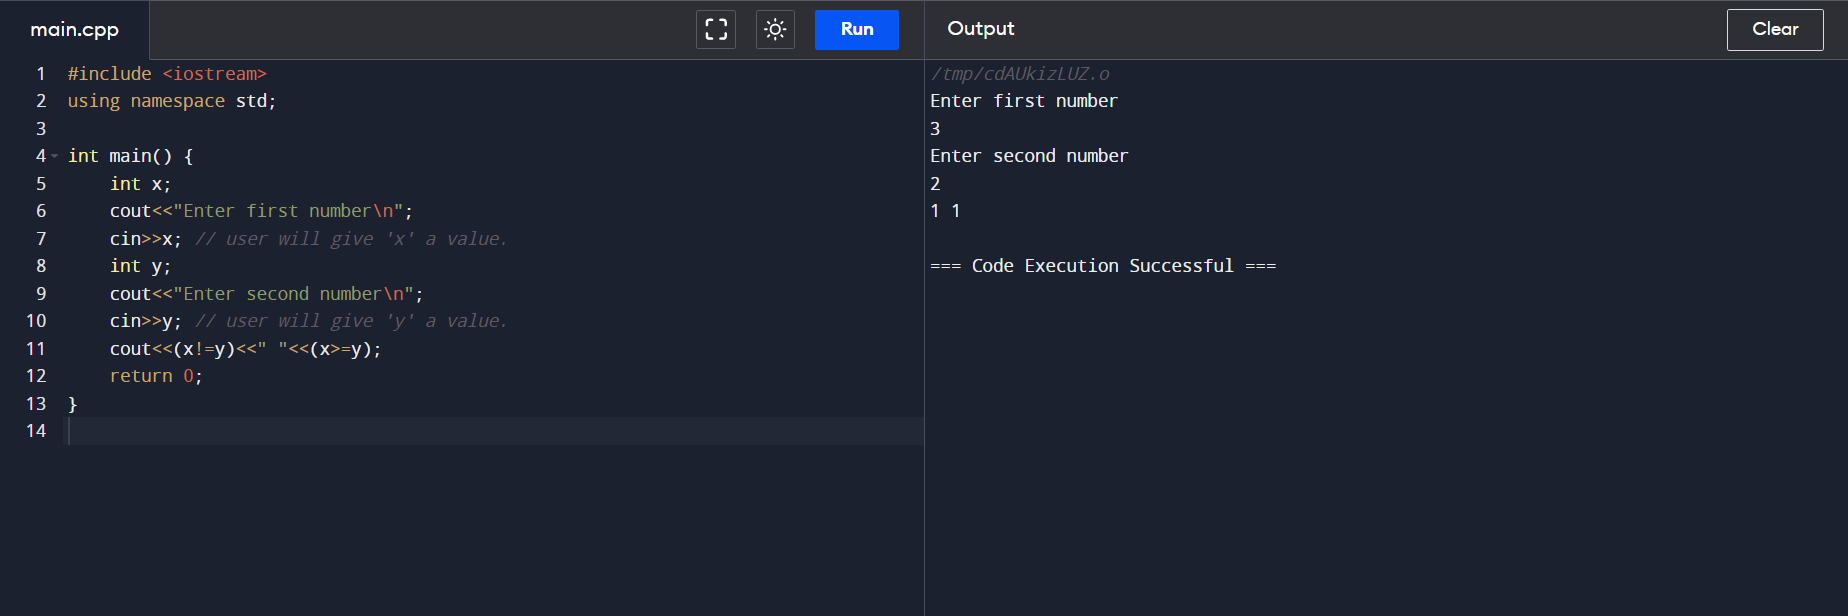 main.cpp
Run
Output
Clear
1 #include <iostream>
2 using namespace std;
3
4 int main() {
5     int x;
6     cout<<"Enter first number\n";
7     cin>>x; // user will give 'x' a value.
8     int y;
9     cout<<"Enter second number\n";
10     cin>>y; // user will give 'y' a value.
11     cout<<(x!=y)<<" "<<(x>=y);
12     return 0;
13 }
14
/tmp/cdAUkizLUZ.o
Enter first number
3
Enter second number
2
1 1
=== Code Execution Successful ===